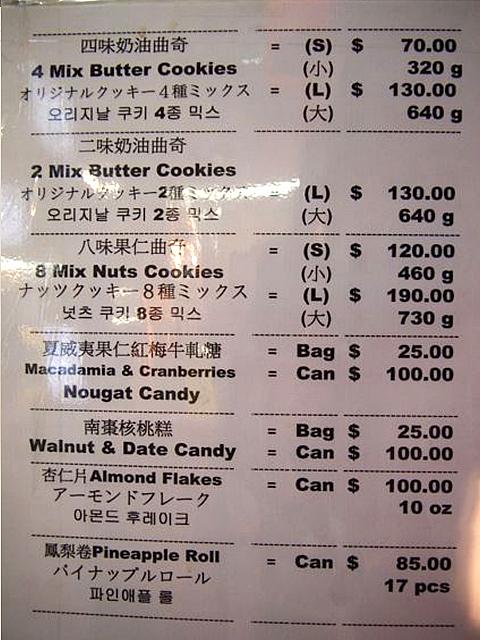 四味奶油曲奇 = (S) $ 70.00
4 Mix Butter Cookies (小) 320 g
オリジナルクッキー４種ミックス = (L) $ 130.00
오리지날 쿠키 4종 믹스 (大) 640 g
二味奶油曲奇
2 Mix Butter Cookies
オリジナルクッキー2種ミックス = (L) $ 130.00
오리지날 쿠키 2종 믹스 (大) 640 g
八味果仁曲奇 = (S) $ 120.00
8 Mix Nuts Cookies (小) 460 g
ナッツクッキー８種ミックス = (L) $ 190.00
넛츠 쿠키 8종 믹스 (大) 730 g
夏威夷果仁紅梅牛軋糖 = Bag $ 25.00
Macadamia & Cranberries = Can $ 100.00
Nougat Candy
南棗核桃糕 = Bag $ 25.00
Walnut & Date Candy = Can $ 100.00
杏仁片Almond Flakes = Can $ 100.00
アーモンドフレーク 10 oz
아몬드 후레이크
鳳梨卷Pineapple Roll = Can $ 85.00
パイナップルロール 17 pcs
파인애플 롤